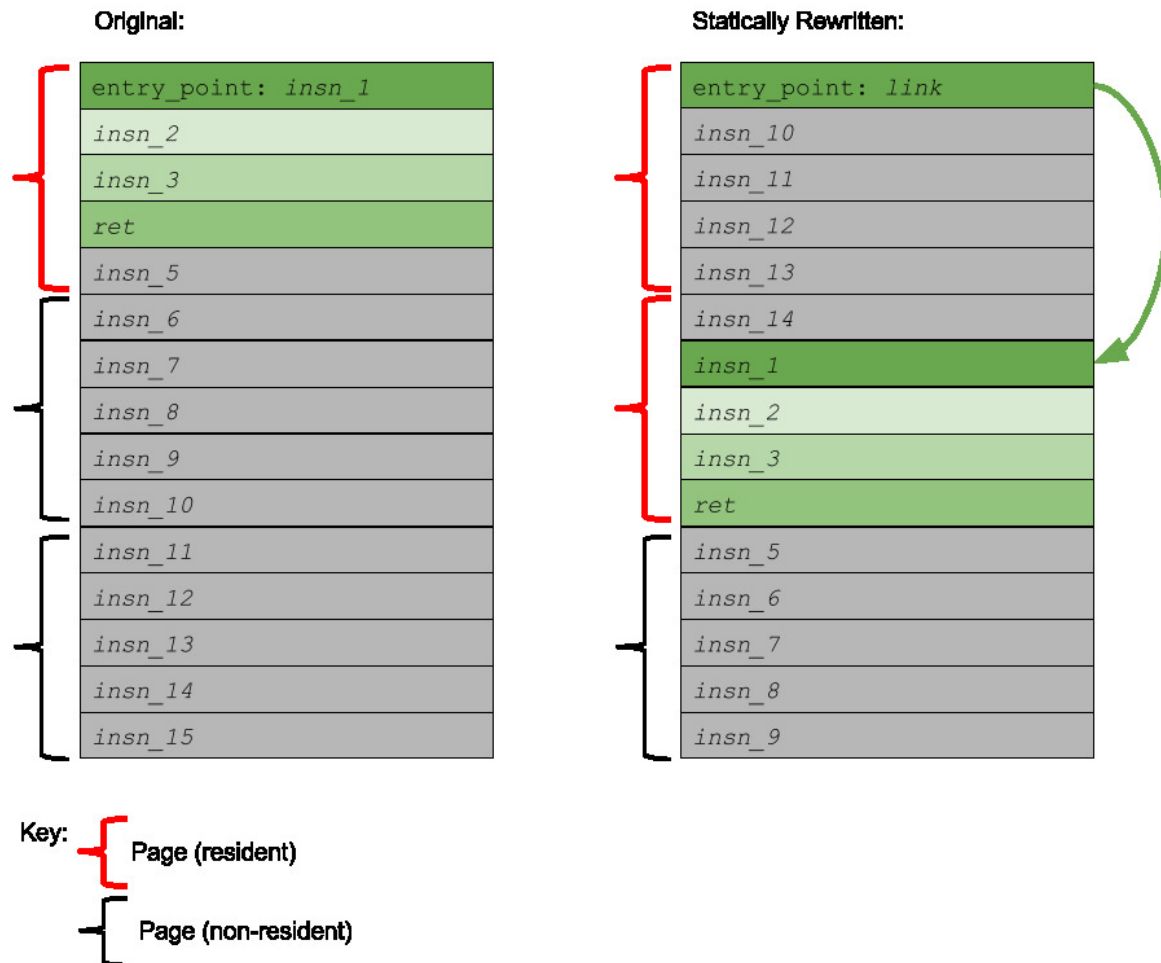 Original:
entry_point: insn_1
insn_2
insn_3
ret
insn_5
insn_6
insn_7
insn_8
insn_9
insn_10
insn_11
insn_12
insn_13
insn_14
insn_15
Statically Rewritten:
entry_point: link
insn_10
insn_11
insn_12
insn_13
insn_14
insn_1
insn_2
insn_3
ret
insn_5
insn_6
insn_7
insn_8
insn_9
Key:
Page (resident)
Page (non-resident)